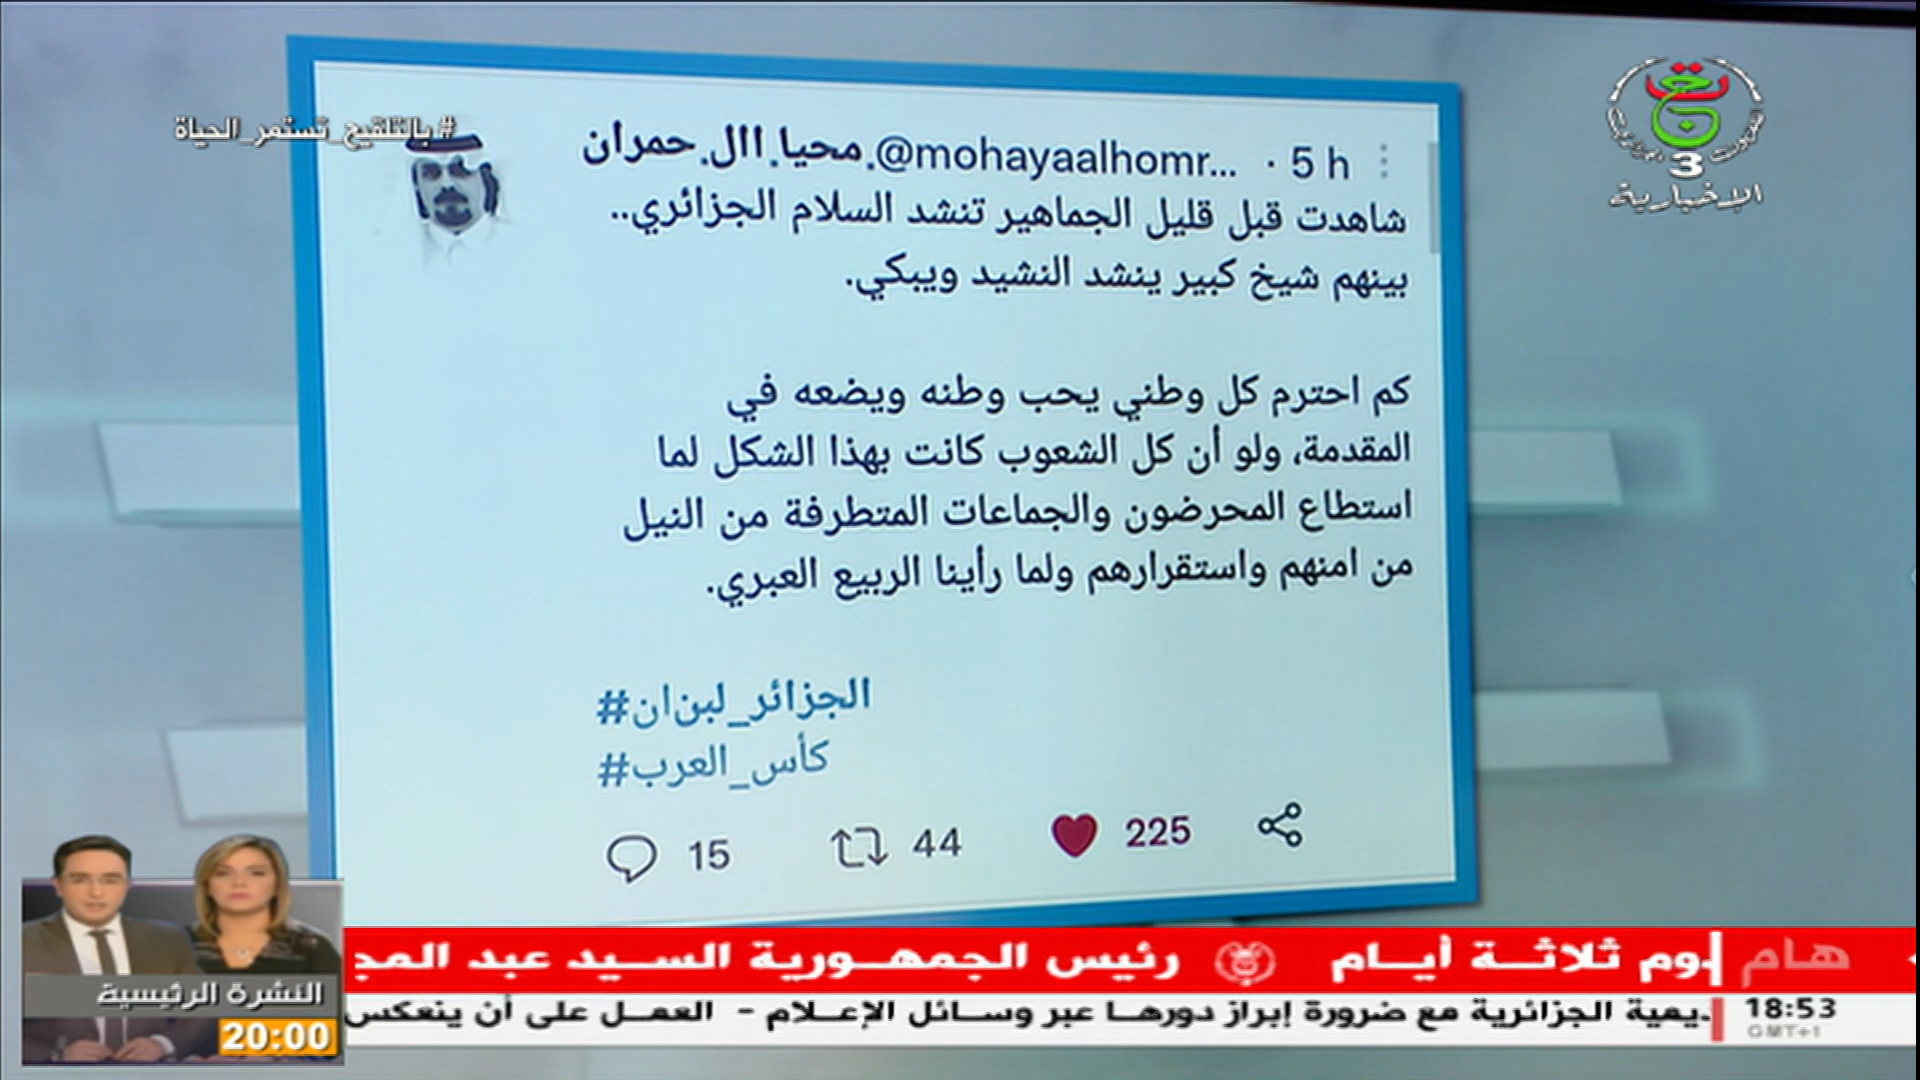 #بالتلقيح_تستمر_الحياة
3
الإخبارية
محيا .اال. حمران. @mohayaalhomr... · 5 h
شاهدت قبل قليل الجماهير تنشد السلام الجزائري..
بينهم شيخ كبير ينشد النشيد ويبكي.
كم احترم كل وطني يحب وطنه ويضعه في
المقدمة، ولو أن كل الشعوب كانت بهذا الشكل لما
استطاع المحرضون والجماعات المتطرفة من النيل
من امنهم واستقرارهم ولما رأينا الربيع العبري.
#الجزائر_لبنان
#كأس_العرب
15 44 225
النشرة الرئيسية
20:00
هام
وم ثلاثة أيام رئيس الجمهورية السيد عبد المج
ديمية الجزائرية مع ضرورة إبراز دورها عبر وسائل الإعلام - العمل على أن ينعكس
18:53
GMT+1